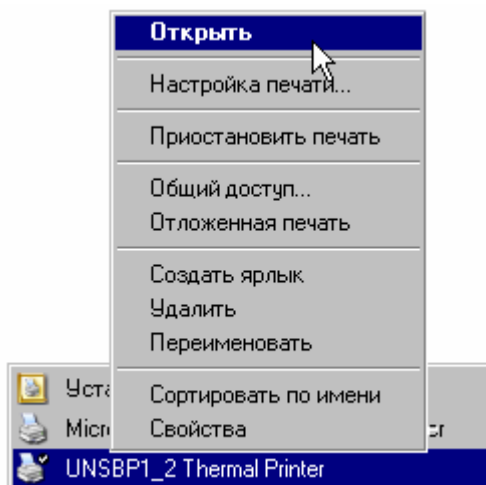 Открыть
Настройка печати...
Приостановить печать
Общий доступ...
Отложенная печать
Создать ярлык
Удалить
Переименовать
Сортировать по имени
Свойства
UNSBP1_2 Thermal Printer